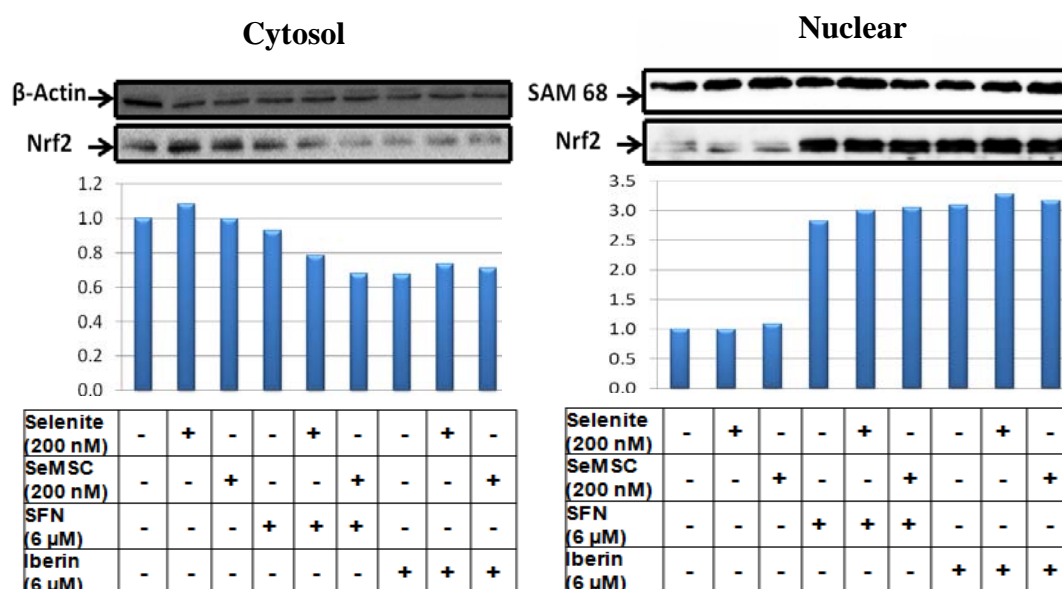 Cytosol
β-Actin
Nrf2
1.2
1.0
0.8
0.6
0.4
0.2
0.0
Selenite (200 nM) - + - - + - - + -
SeMSC (200 nM) - - + - - + - - +
SFN (6 µM) - - - + + + - - -
Iberin (6 µM) - - - - - - + + +
Nuclear
SAM 68
Nrf2
3.5
3.0
2.5
2.0
1.5
1.0
0.5
0.0
Selenite (200 nM) - + - - + - - + -
SeMSC (200 nM) - - + - - + - - +
SFN (6 µM) - - - + + + - - -
Iberin (6 µM) - - - - - - + + +